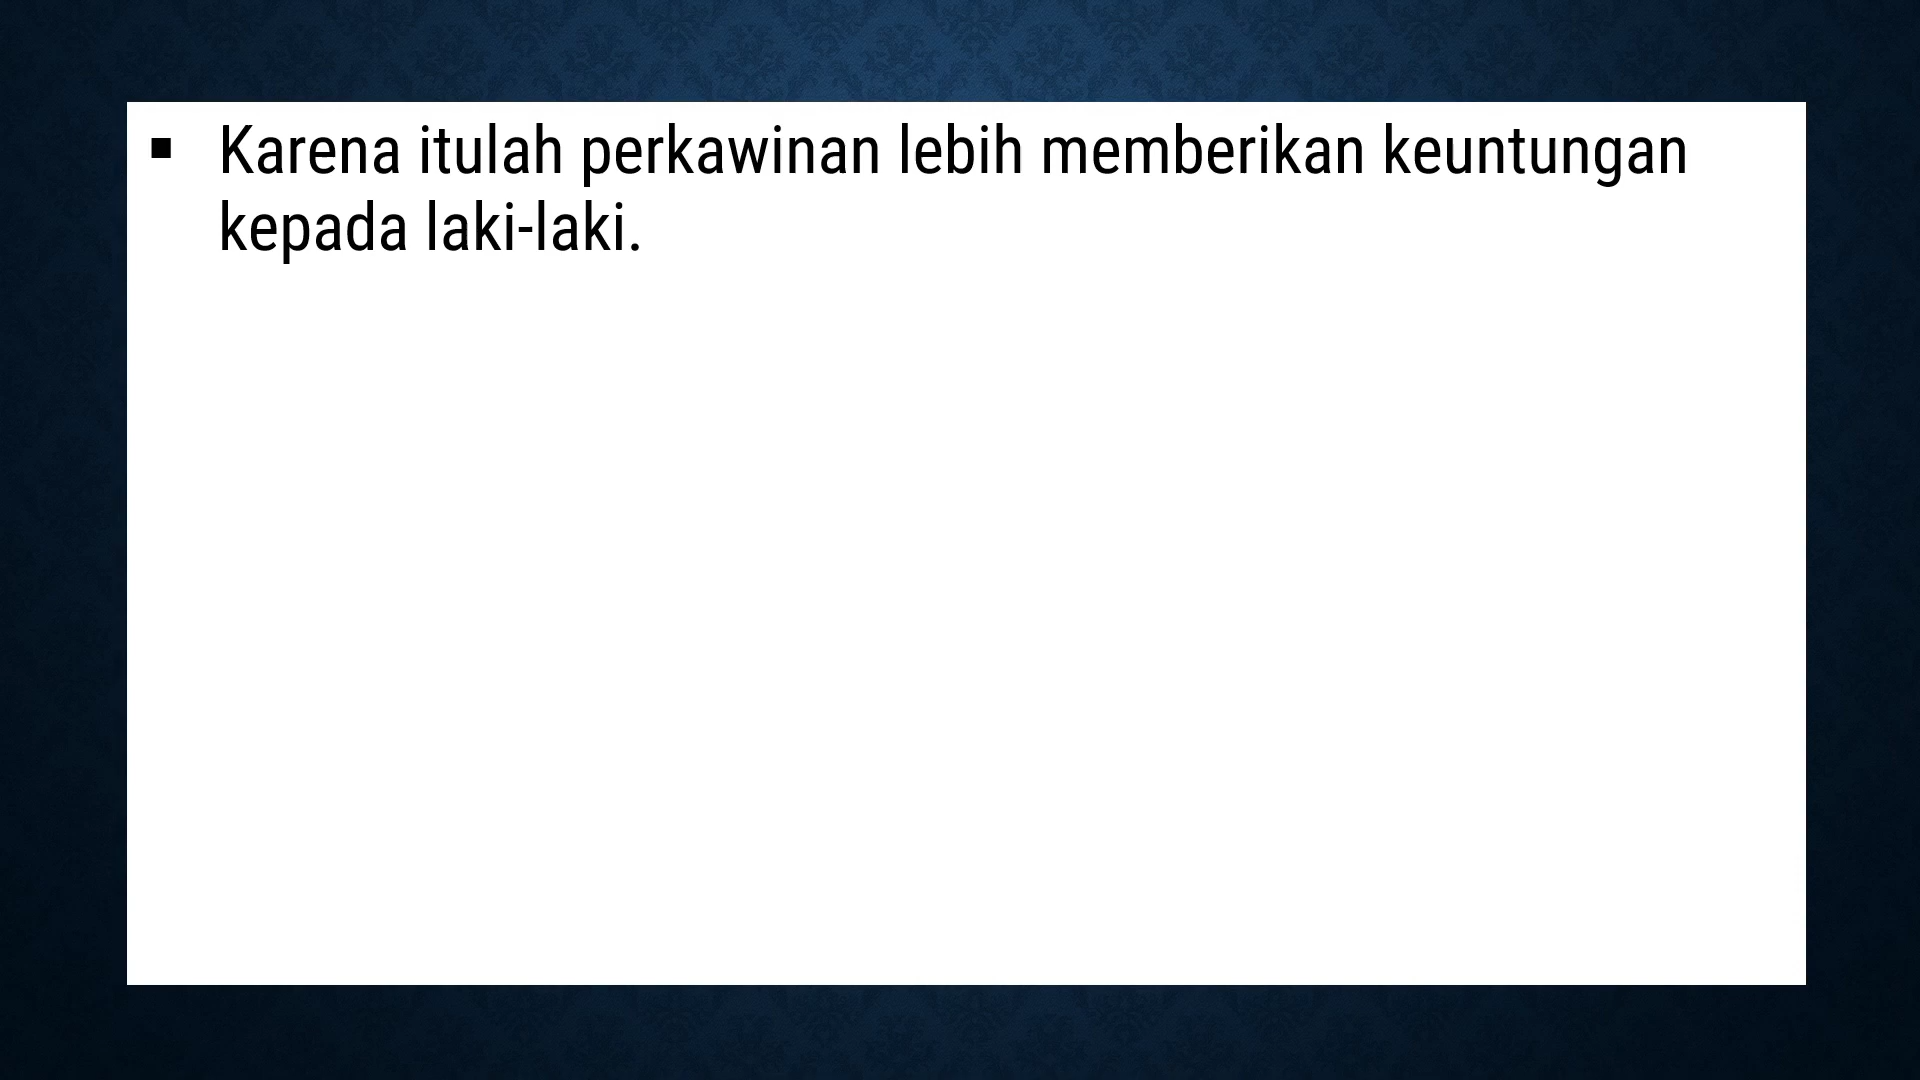 ▪ Karena itulah perkawinan lebih memberikan keuntungan
kepada laki-laki.